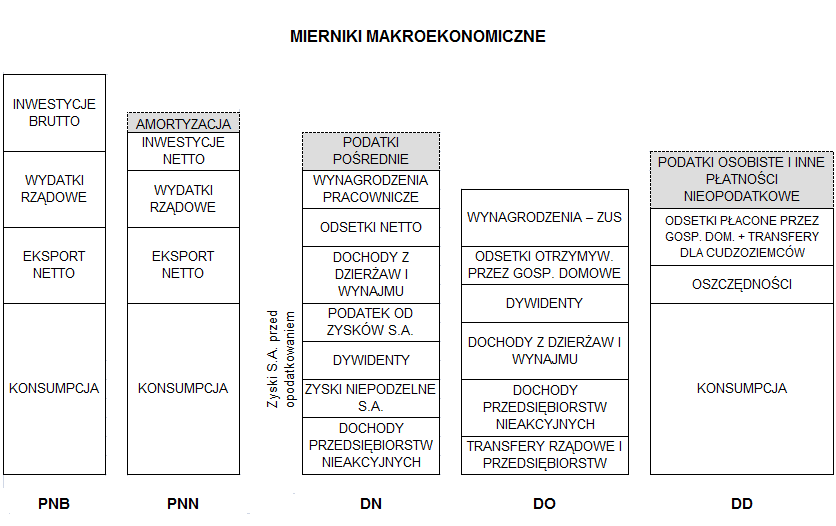 MIERNIKI MAKROEKONOMICZNE
INWESTYCJE
BRUTTO
WYDATKI
RZĄDOWE
EKSPORT
NETTO
KONSUMPCJA
PNB
AMORTYZACJA
INWESTYCJE
NETTO
WYDATKI
RZĄDOWE
EKSPORT
NETTO
KONSUMPCJA
PNN
Zyski S.A. przed
opodatkowaniem
PODATKI
POŚREDNIE
WYNAGRODZENIA
PRACOWNICZE
ODSETKI NETTO
DOCHODY Z
DZIERŻAW I
WYNAJMU
PODATEK OD
ZYSKÓW S.A.
DYWIDENTY
ZYSKI NIEPODZELNE
S.A.
DOCHODY
PRZEDSIĘBIORSTW
NIEAKCYJNYCH
DN
WYNAGRODZENIA – ZUS
ODSETKI OTRZYMYW.
PRZEZ GOSP. DOMOWE
DYWIDENTY
DOCHODY Z DZIERŻAW I
WYNAJMU
DOCHODY
PRZEDSIĘBIORSTW
NIEAKCYJNYCH
TRANSFERY RZĄDOWE I
PRZEDSIĘBIORSTW
DO
PODATKI OSOBISTE I INNE
PŁATNOŚCI
NIEOPODATKOWE
ODSETKI PŁACONE PRZEZ
GOSP. DOM. + TRANSFERY
DLA CUDZOZIEMCÓW
OSZCZĘDNOŚCI
KONSUMPCJA
DD